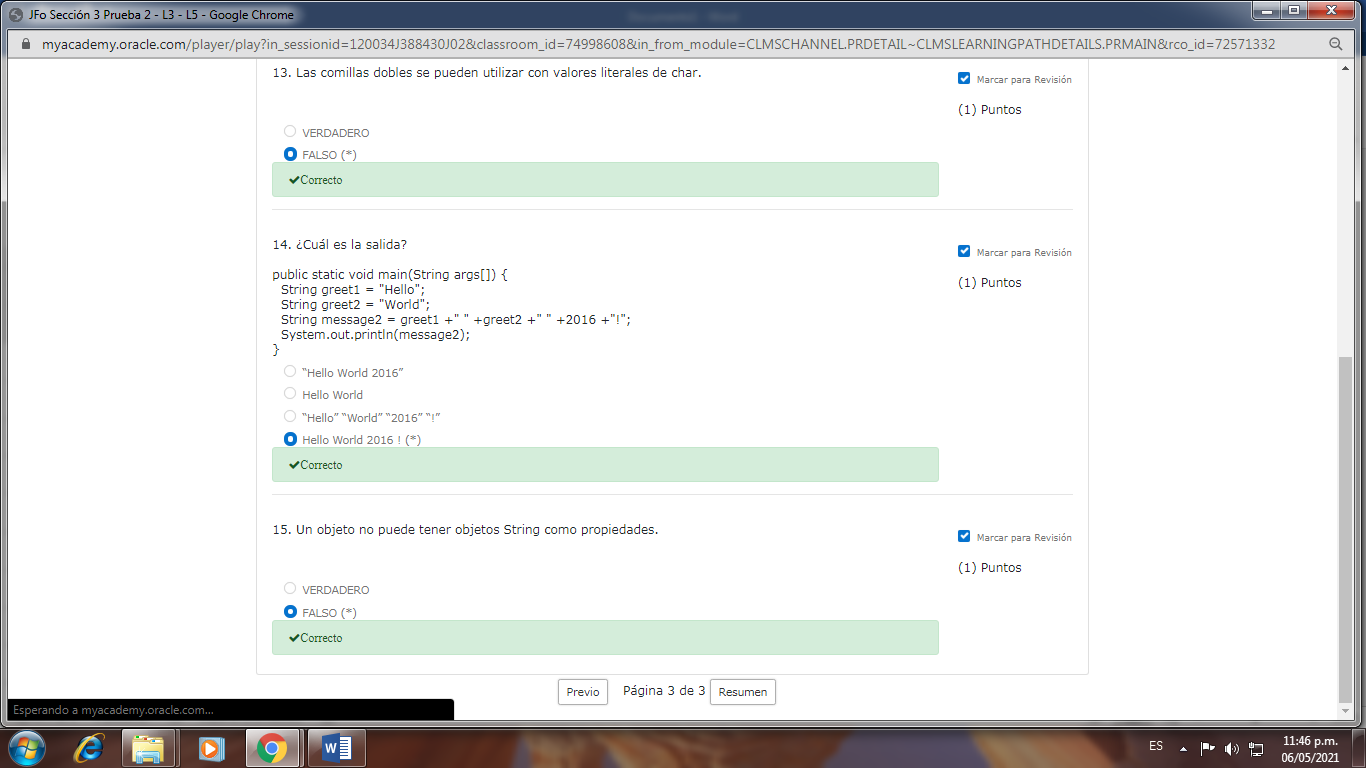 JFo Sección 3 Prueba 2 - L3 - L5 - Google Chrome
myacademy.oracle.com/player/play?in_sessionid=120034J388430J02&classroom_id=74998608&in_from_module=CLMSCHANNEL.PRDETAIL~CLMSLEARNINGPATHDETAILS.PRMAIN&rco_id=72571332
13. Las comillas dobles se pueden utilizar con valores literales de char.
Marcar para Revisión
(1) Puntos
VERDADERO
FALSO (*)
Correcto
14. ¿Cuál es la salida?
Marcar para Revisión
(1) Puntos
public static void main(String args[]) {
String greet1 = "Hello";
String greet2 = "World";
String message2 = greet1 +" " +greet2 +" " +2016 +"!";
System.out.println(message2);
}
“Hello World 2016”
Hello World
“Hello” “World” “2016” “!”
Hello World 2016 ! (*)
Correcto
15. Un objeto no puede tener objetos String como propiedades.
Marcar para Revisión
(1) Puntos
VERDADERO
FALSO (*)
Correcto
Previo Página 3 de 3 Resumen
Esperando a myacademy.oracle.com...
ES
11:46 p.m.
06/05/2021